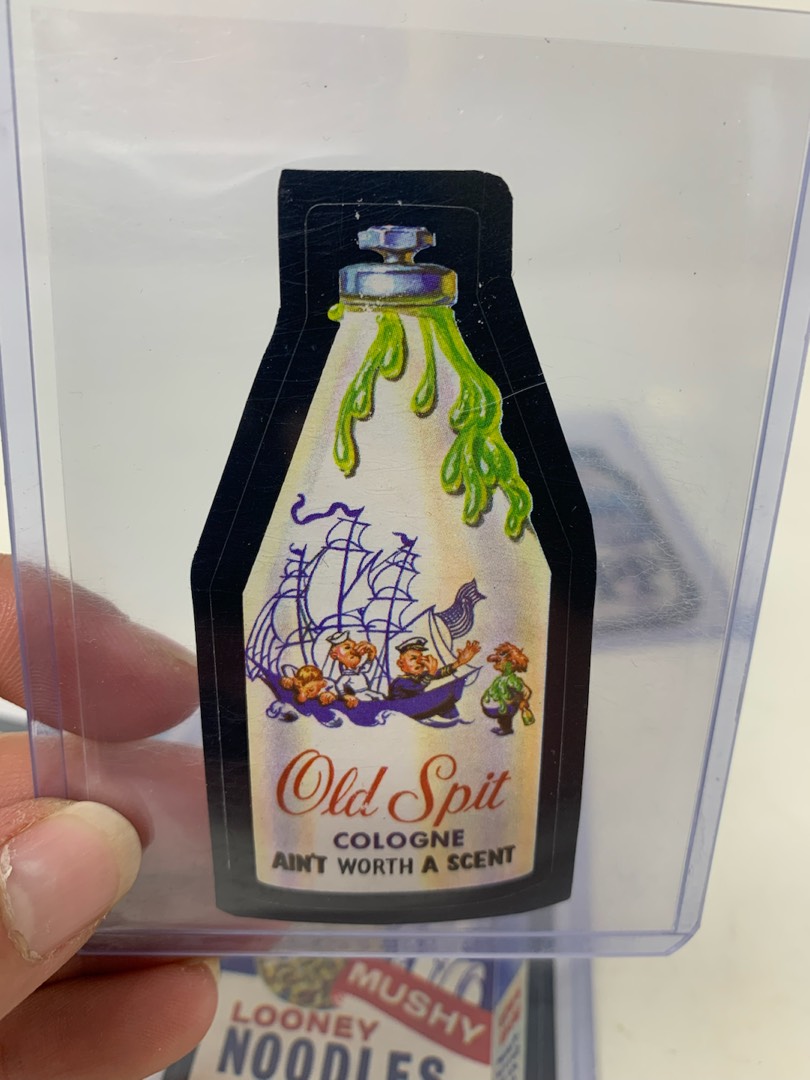 Old Spit
COLOGNE
AIN'T WORTH A SCENT
MUSHY
LOONEY
NOODLES